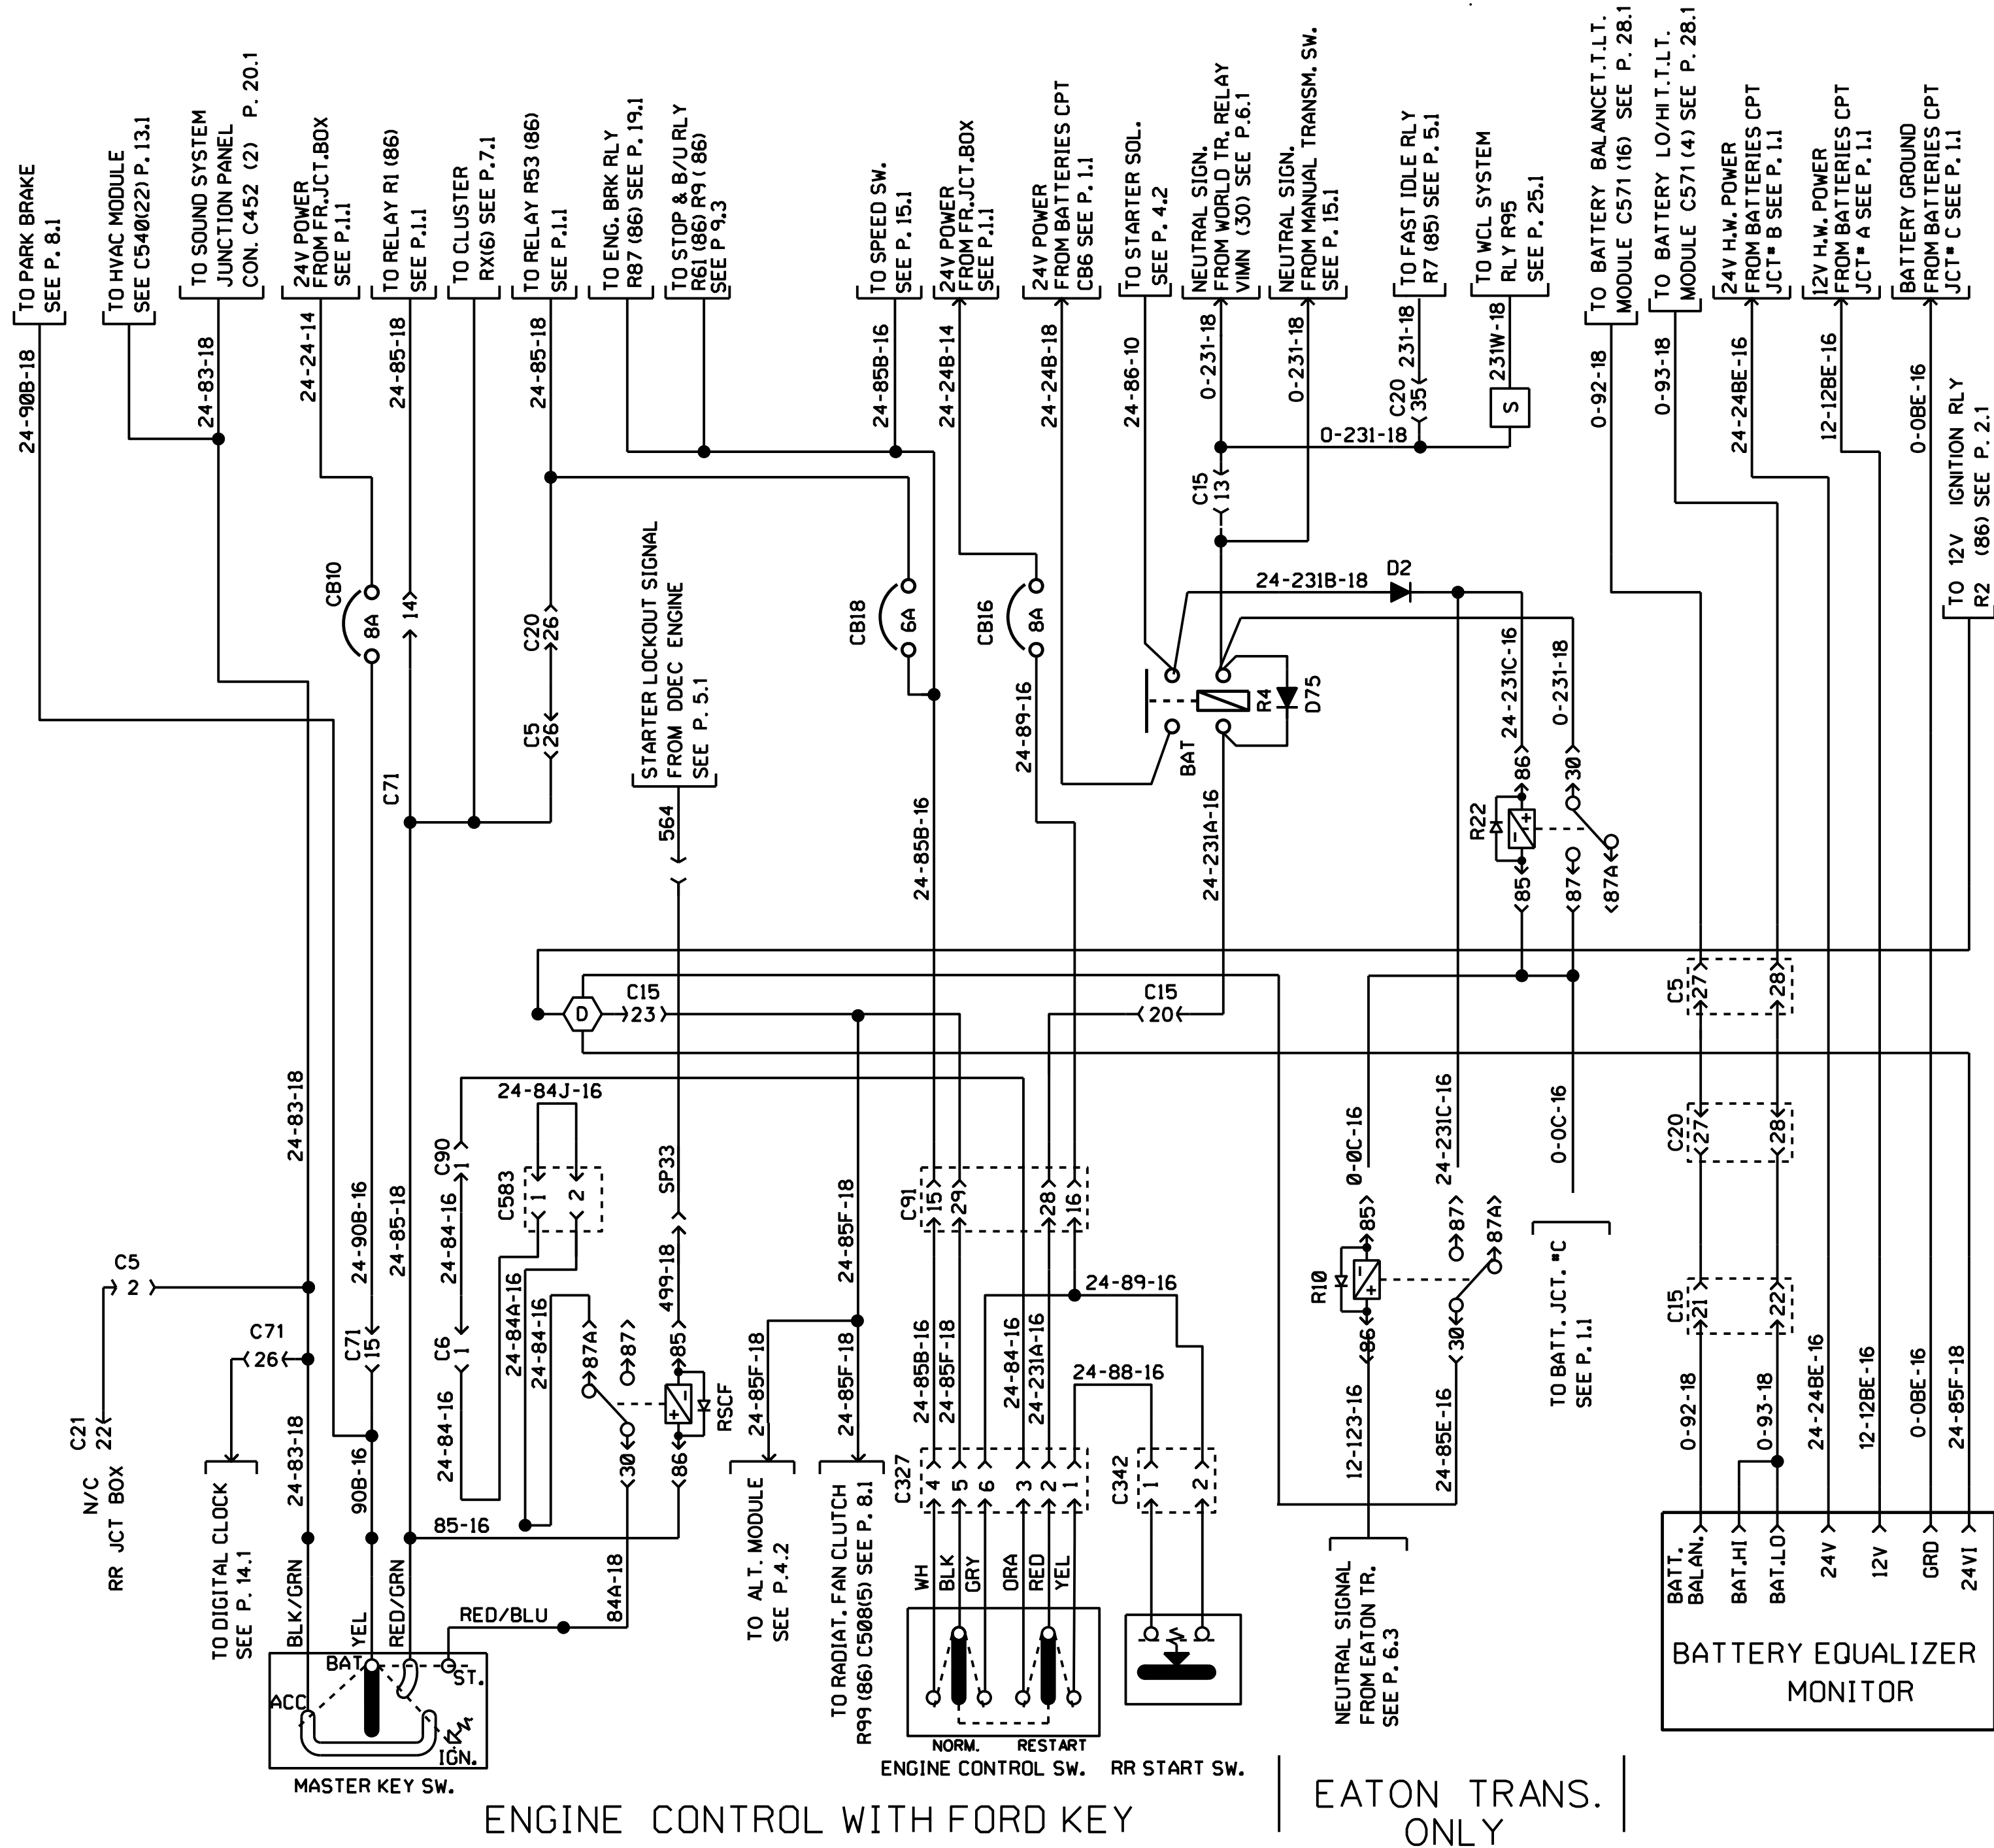 TO PARK BRAKE
SEE P. 8.1
TO HVAC MODULE
SEE C540(22) P. 13.1
TO SOUND SYSTEM
JUNCTION PANEL
CON. C452 (2) P. 20.1
24V POWER
FROM FR.JCT.BOX
SEE P.1.1
TO RELAY R1 (86)
SEE P.1.1
TO CLUSTER
RX(6) SEE P.7.1
TO RELAY R53 (86)
SEE P.1.1
TO ENG. BRK RLY
R87 (86) SEE P. 19.1
TO STOP & B/U RLY
R61 (86) R9 ( 86)
SEE P 9.3
TO SPEED SW.
SEE P. 15.1
24V POWER
FROM FR.JCT.BOX
SEE P.1.1
24V POWER
FROM BATTERIES CPT
CB6 SEE P. 1.1
TO STARTER SOL.
SEE P. 4.2
NEUTRAL SIGN.
FROM WORLD TR. RELAY
VIMN (30) SEE P.6.1
NEUTRAL SIGN.
FROM MANUAL TRANSM. SW.
SEE P. 15.1
TO FAST IDLE RLY
R7 (85) SEE P. 5.1
TO WCL SYSTEM
RLY R95
SEE P. 25.1
TO BATTERY BALANCET.T.LT.
MODULE C571 (16) SEE P. 28.1
TO BATTERY LO/HI T.T.LT.
MODULE C571 (4) SEE P. 28.1
24V H.W. POWER
FROM BATTERIES CPT
JCT# B SEE P. 1.1
12V H.W. POWER
FROM BATTERIES CPT
JCT# A SEE P. 1.1
BATTERY GROUND
FROM BATTERIES CPT
JCT# C SEE P. 1.1
24-90B-18
24-83-18
24-24-14
24-85-18
24-85-18
24-85B-16
24-24B-14
24-24B-18
24-86-10
0-231-18
0-231-18
C20
35
231-18
231W-18
S
0-231-18
0-92-18
0-93-18
24-24BE-16
12-12BE-16
0-0BE-16
TO 12V IGNITION RLY
R2 (86) SEE P. 2.1
C15
13
CB10
8A
14
C20
26
C5
26
C71
STARTER LOCKOUT SIGNAL
FROM DDEC ENGINE
SEE P. 5.1
564
CB18
6A
CB16
8A
24-89-16
24-85B-16
24-231B-18
D2
R4
D75
BAT
24-231A-16
24-231C-16
0-231-18
R22
86
30
85
87
87A
D
C15
23
C15
20
C5
27
28
C20
27
28
C15
21
22
24-83-18
24-90B-16
24-85-18
C90
1
24-84-16
C6
1
24-84-16
24-84J-16
C583
1
2
24-84A-16
24-84-16
SP33
499-18
87A
87
85
30
86
RSCF
24-85F-18
24-85F-18
24-85F-18
C91
15
29
28
16
24-85B-16
24-85F-18
24-84-16
24-231A-16
24-89-16
24-88-16
C327
4
5
6
3
2
1
C342
1
2
0-0C-16
24-231C-16
0-0C-16
R10
85
87
87A
86
30
12-123-16
24-85E-16
TO BATT. JCT. #C
SEE P. 1.1
0-92-18
0-93-18
24-24BE-16
12-12BE-16
0-0BE-16
24-85F-18
C5
2
C71
26
C71
15
C21
22
N/C
RR JCT BOX
TO DIGITAL CLOCK
SEE P. 14.1
24-83-18
90B-16
85-16
BLK/GRN
YEL
RED/GRN
RED/BLU
84A-18
TO ALT. MODULE
SEE P.4.2
TO RADIAT. FAN CLUTCH
R99 (86) C508(5) SEE P. 8.1
WH
BLK
GRY
ORA
RED
YEL
NEUTRAL SIGNAL
FROM EATON TR.
SEE P. 6.3
BATT.
BALAN.
BAT.HI
BAT.LO
24V
12V
GRD
24VI
BATTERY EQUALIZER
MONITOR
BAT
ST.
ACC
IGN.
MASTER KEY SW.
NORM.
RESTART
ENGINE CONTROL SW.
RR START SW.
ENGINE CONTROL WITH FORD KEY
EATON TRANS.
ONLY